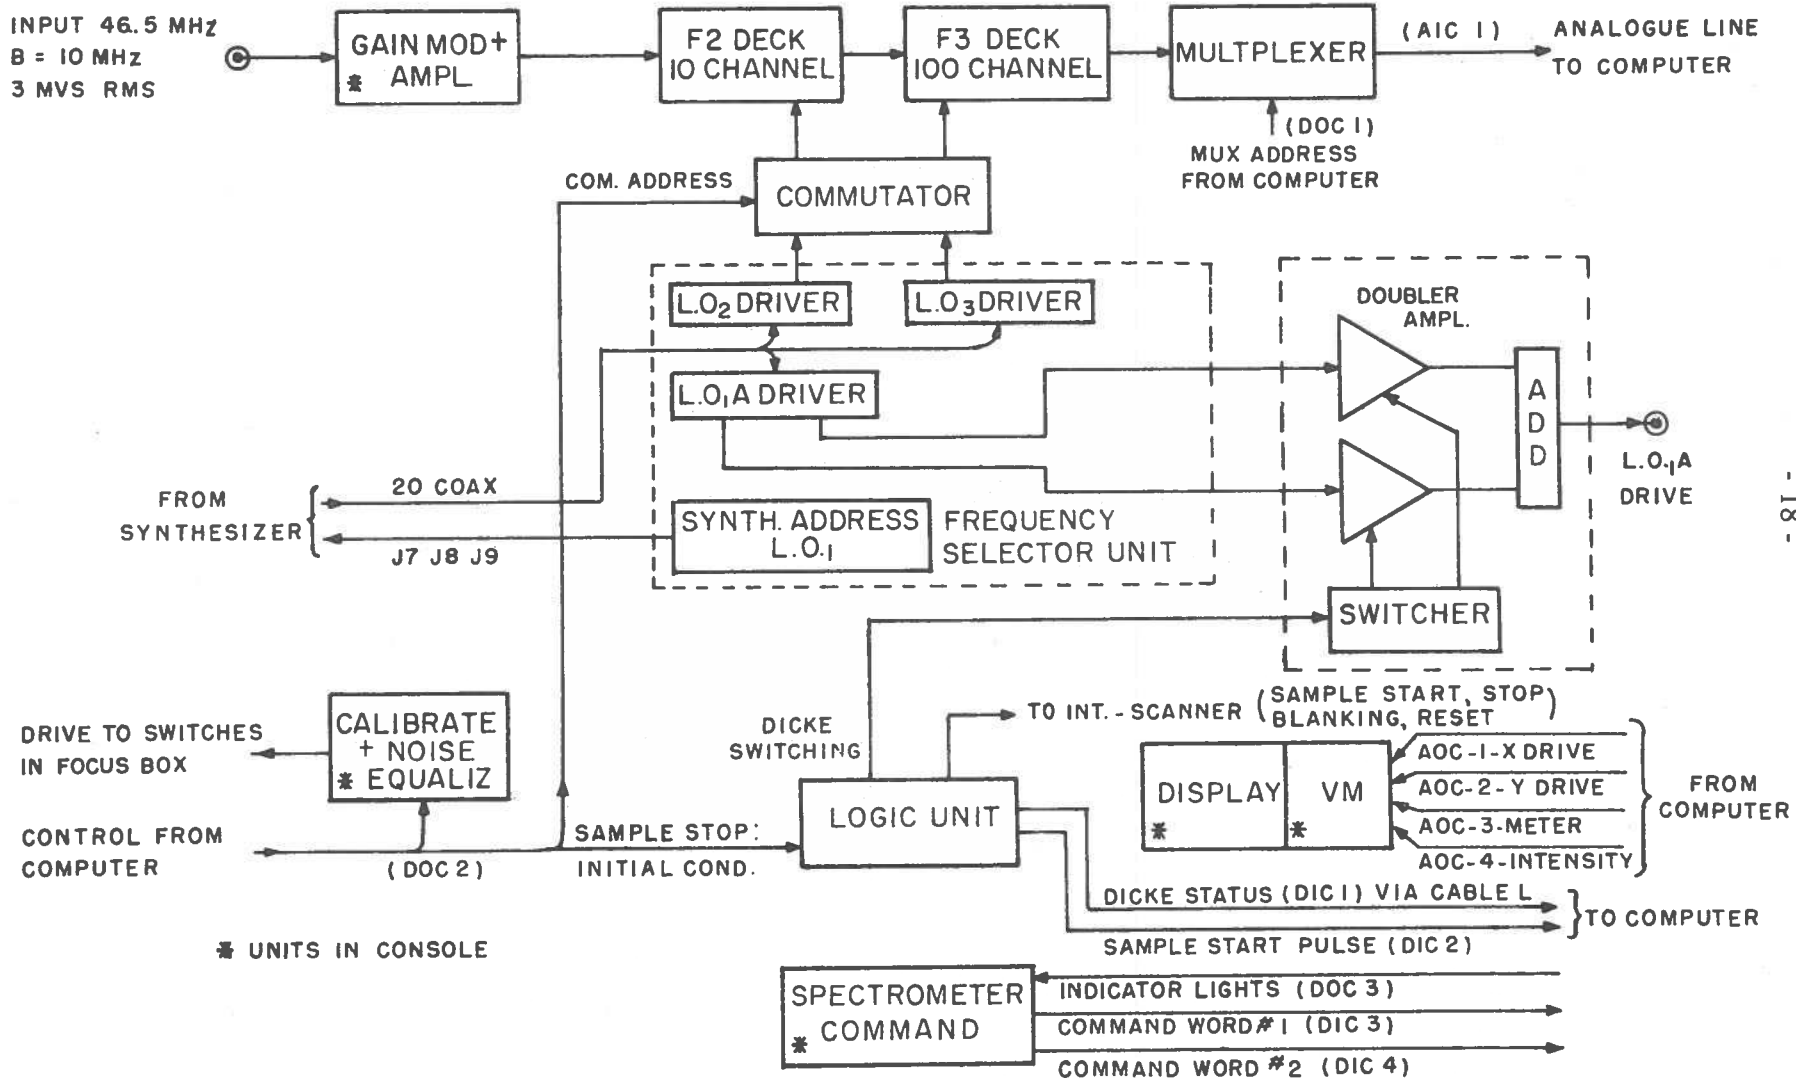 INPUT 46.5 MHz
B = 10 MHz
3 MVS RMS
GAIN MOD +
* AMPL
F2 DECK
10 CHANNEL
F3 DECK
100 CHANNEL
MULTPLEXER
(AIC 1)
ANALOGUE LINE
TO COMPUTER
(DOC 1)
MUX ADDRESS
FROM COMPUTER
COM. ADDRESS
COMMUTATOR
L.O2 DRIVER
L.O3 DRIVER
L.O1A DRIVER
DOUBLER
AMPL.
ADD
L.O.1A
DRIVE
FROM
SYNTHESIZER
20 COAX
J7 J8 J9
SYNTH. ADDRESS
L.O.1
FREQUENCY
SELECTOR UNIT
SWITCHER
- 18 -
DRIVE TO SWITCHES
IN FOCUS BOX
CALIBRATE
+ NOISE
* EQUALIZ
DICKE
SWITCHING
TO INT. - SCANNER
(SAMPLE START, STOP)
BLANKING, RESET
CONTROL FROM
COMPUTER
(DOC 2)
SAMPLE STOP:
INITIAL COND.
LOGIC UNIT
DISPLAY
*
VM
*
AOC-1-X DRIVE
AOC-2-Y DRIVE
AOC-3-METER
AOC-4-INTENSITY
FROM
COMPUTER
DICKE STATUS (DIC 1) VIA CABLE L
SAMPLE START PULSE (DIC 2)
TO COMPUTER
* UNITS IN CONSOLE
SPECTROMETER
* COMMAND
INDICATOR LIGHTS (DOC 3)
COMMAND WORD #1 (DIC 3)
COMMAND WORD #2 (DIC 4)